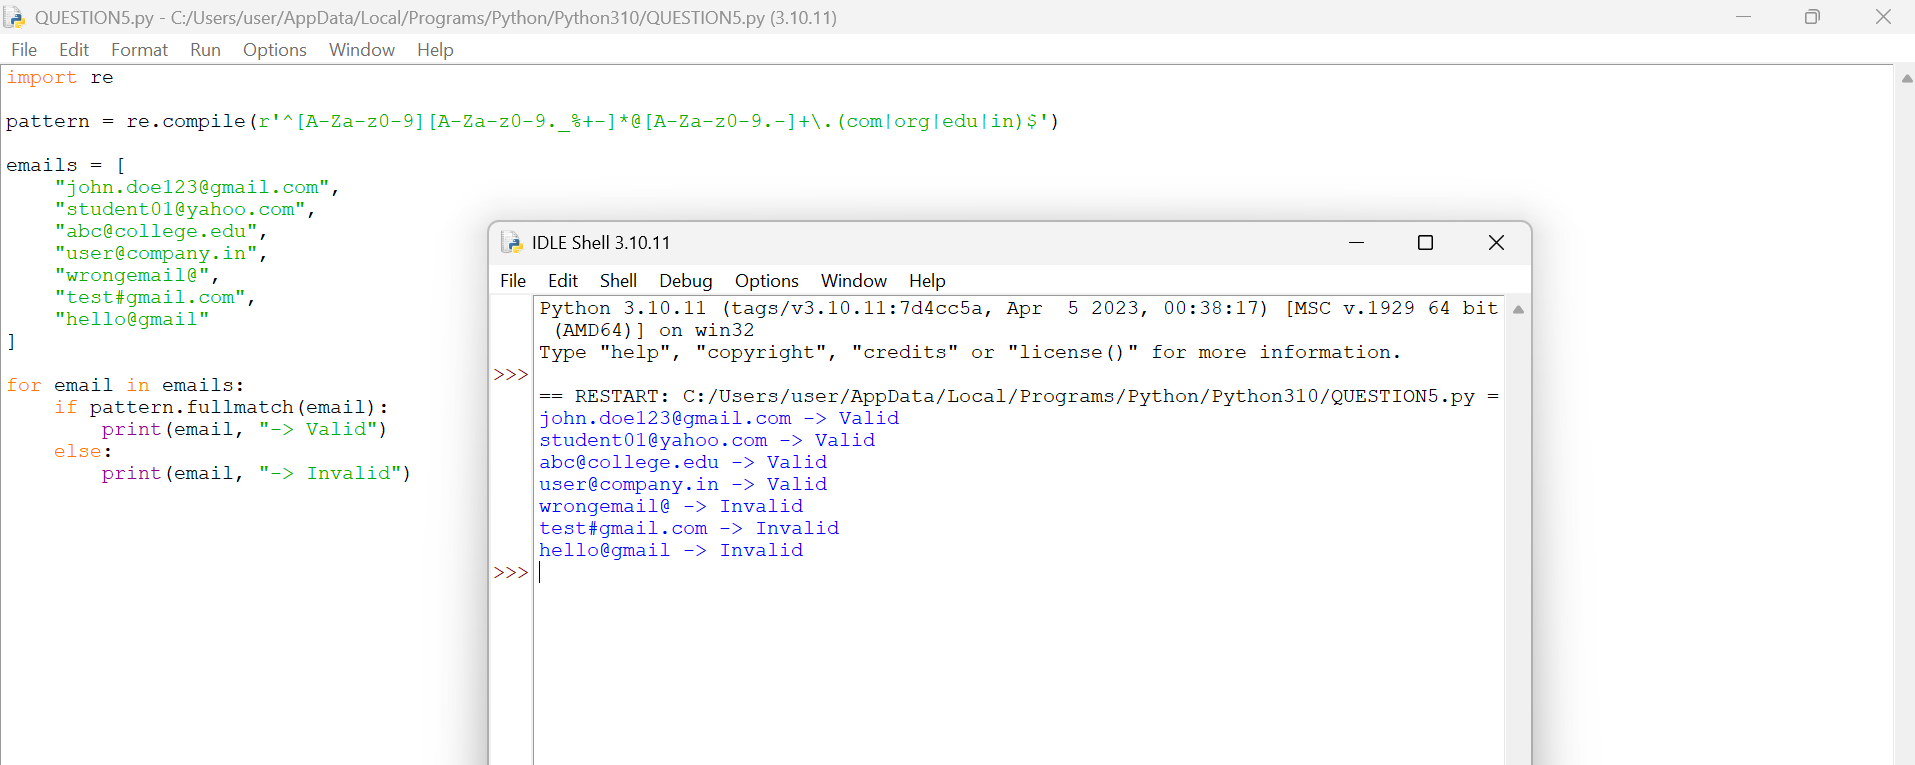 QUESTION5.py - C:/Users/user/AppData/Local/Programs/Python/Python310/QUESTION5.py (3.10.11)
File Edit Format Run Options Window Help
import re

pattern = re.compile(r'^[A-Za-z0-9][A-Za-z0-9._%+-]*@[A-Za-z0-9.-]+\.(com|org|edu|in)$')

emails = [
    "john.doe123@gmail.com",
    "student01@yahoo.com",
    "abc@college.edu",
    "user@company.in",
    "wrongemail@",
    "test#gmail.com",
    "hello@gmail"
]

for email in emails:
    if pattern.fullmatch(email):
        print(email, "-> Valid")
    else:
        print(email, "-> Invalid")

IDLE Shell 3.10.11
File Edit Shell Debug Options Window Help
Python 3.10.11 (tags/v3.10.11:7d4cc5a, Apr  5 2023, 00:38:17) [MSC v.1929 64 bit
 (AMD64)] on win32
Type "help", "copyright", "credits" or "license()" for more information.
>>>
== RESTART: C:/Users/user/AppData/Local/Programs/Python/Python310/QUESTION5.py =
john.doe123@gmail.com -> Valid
student01@yahoo.com -> Valid
abc@college.edu -> Valid
user@company.in -> Valid
wrongemail@ -> Invalid
test#gmail.com -> Invalid
hello@gmail -> Invalid
>>>